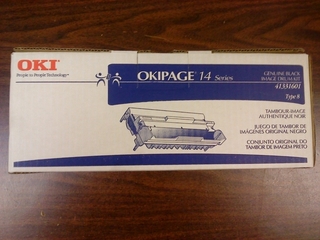 OKI
People to People Technology
OKIPAGE 14 Series
GENUINE BLACK
IMAGE DRUM KIT
41331601
Type 8
TAMBOUR-IMAGE
AUTHENTIQUE NOIR
JUEGO DE TAMBOR DE
IMÁGENES ORIGINAL NEGRO
CONJUNTO ORIGINAL DO
TAMBOR DE IMAGEM PRETO